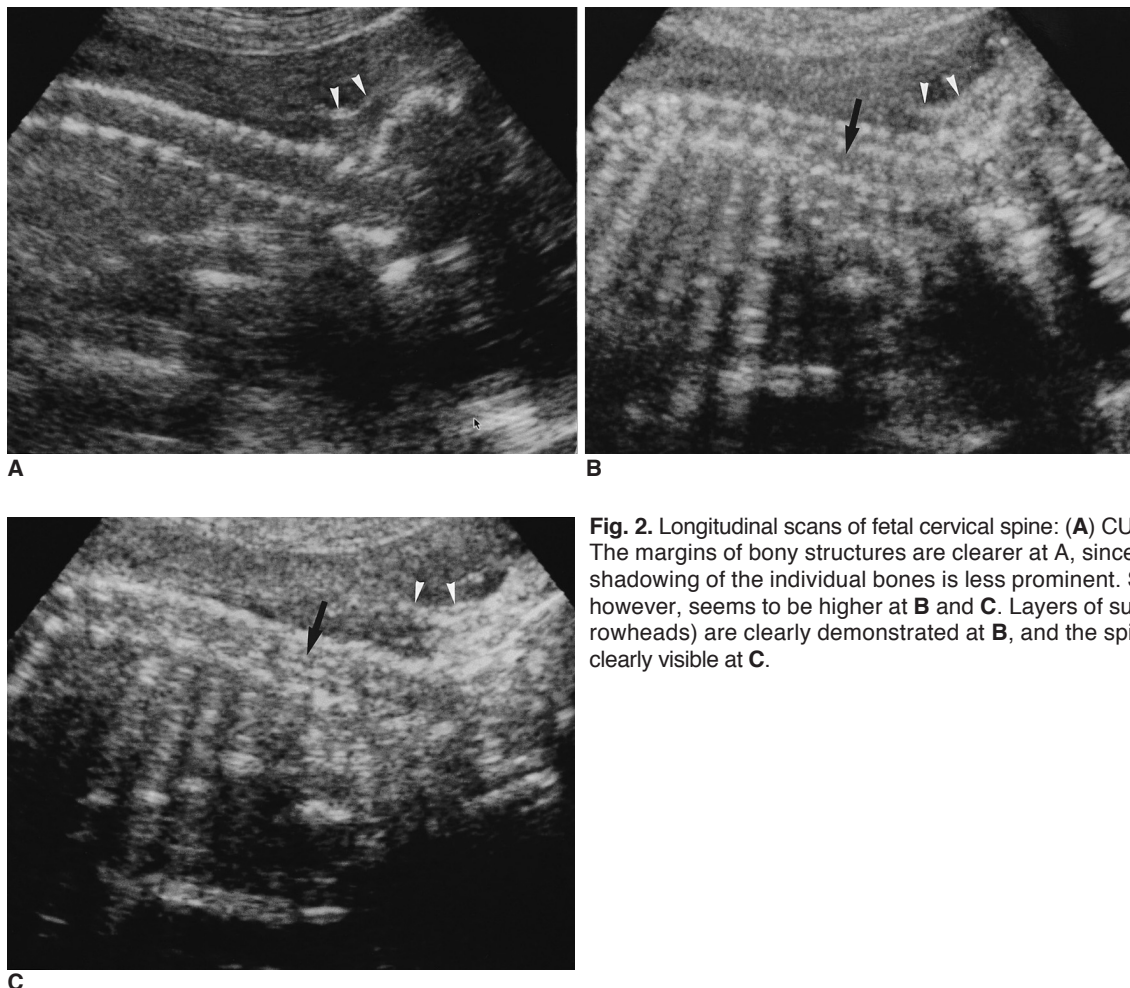 A
B
C
Fig. 2. Longitudinal scans of fetal cervical spine: (A) CU
The margins of bony structures are clearer at A, since
shadowing of the individual bones is less prominent.
however, seems to be higher at B and C. Layers of su
rowheads) are clearly demonstrated at B, and the spi
clearly visible at C.